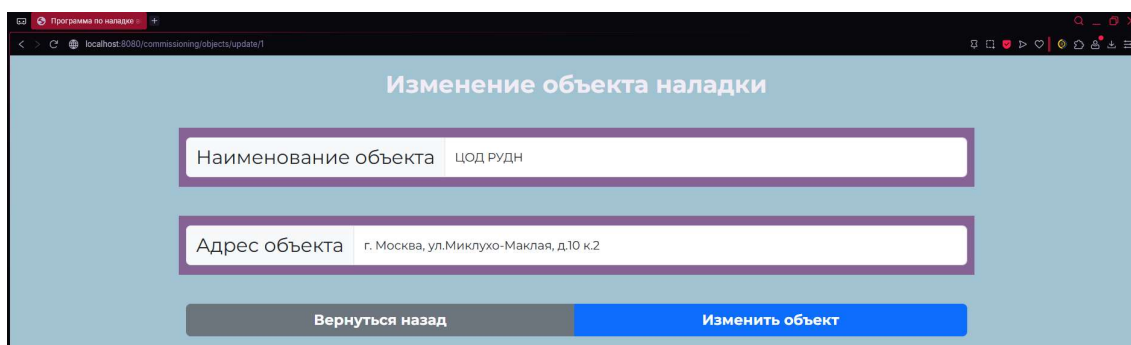 Программа по наладке
localhost:8080/commissioning/objects/update/1
Изменение объекта наладки
Наименование объекта ЦОД РУДН
Адрес объекта г. Москва, ул.Миклухо-Маклая, д.10 к.2
Вернуться назад Изменить объект